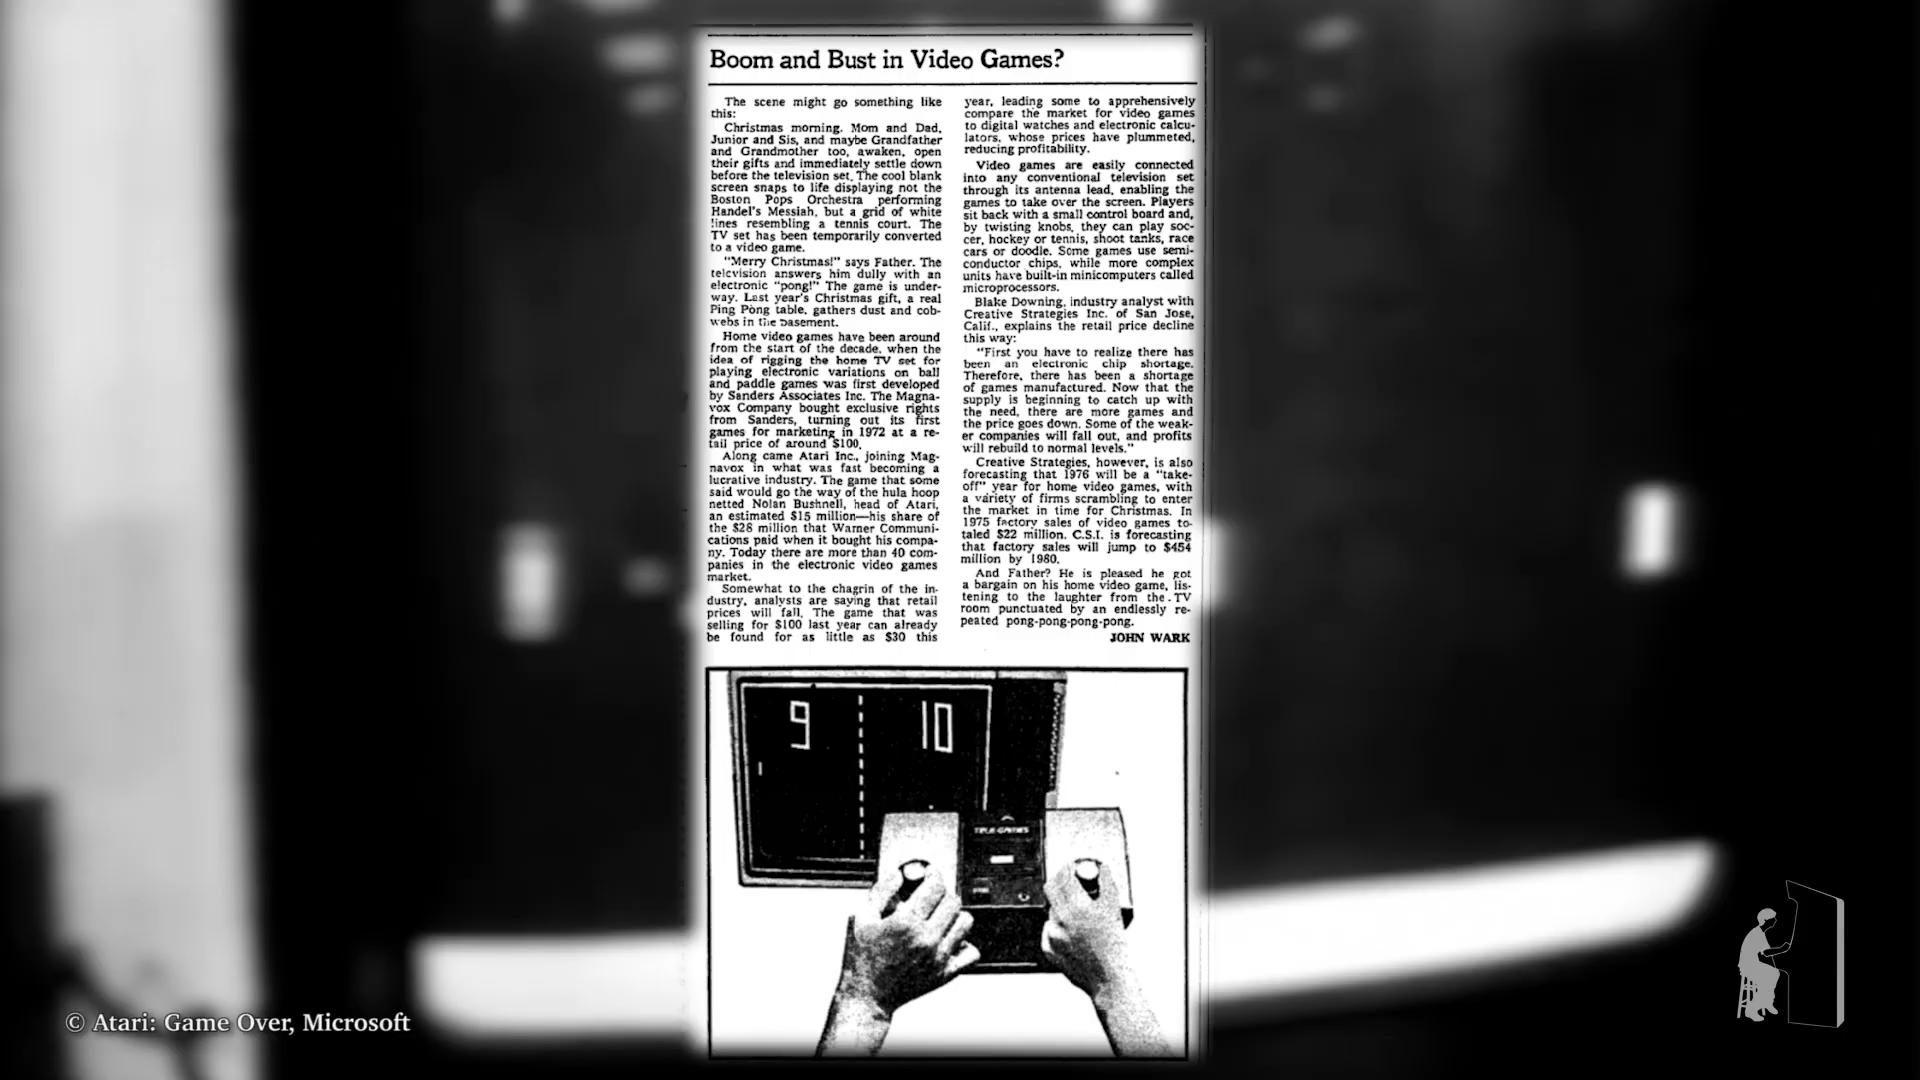 Boom and Bust in Video Games?
The scene might go something like
this:
Christmas morning. Mom and Dad,
Junior and Sis, and maybe Grandfather
and Grandmother too, awaken, open
their gifts and immediately settle down
before the television set. The cool blank
screen snaps to life displaying not the
Boston Pops Orchestra performing
Handel's Messiah, but a grid of white
lines resembling a tennis court. The
TV set has been temporarily converted
to a video game.
"Merry Christmas!" says Father. The
television answers him dully with an
electronic "pong!" The game is under-
way. Last year's Christmas gift, a real
Ping Pong table, gathers dust and cob-
webs in the basement.
Home video games have been around
from the start of the decade, when the
idea of rigging the home TV set for
playing electronic variations on ball
and paddle games was first developed
by Sanders Associates Inc. The Magna-
vox Company bought exclusive rights
from Sanders, turning out its first
games for marketing in 1972 at a re-
tail price of around $100.
Along came Atari Inc., joining Mag-
navox in what was fast becoming a
lucrative industry. The game that some
said would go the way of the hula hoop
netted Nolan Bushnell, head of Atari,
an estimated $15 million—his share of
the $28 million that Warner Communi-
cations paid when it bought his compa-
ny. Today there are more than 40 com-
panies in the electronic video games
market.
Somewhat to the chagrin of the in-
dustry, analysts are saying that retail
prices will fall. The game that was
selling for $100 last year can already
be found for as little as $30 this
year, leading some to apprehensively
compare the market for video games
to digital watches and electronic calcu-
lators, whose prices have plummeted,
reducing profitability.
Video games are easily connected
into any conventional television set
through its antenna lead, enabling the
games to take over the screen. Players
sit back with a small control board and,
by twisting knobs, they can play soc-
cer, hockey or tennis, shoot tanks, race
cars or doodle. Some games use semi-
conductor chips, while more complex
units have built-in minicomputers called
microprocessors.
Blake Downing, industry analyst with
Creative Strategies Inc. of San Jose,
Calif., explains the retail price decline
this way:
"First you have to realize there has
been an electronic chip shortage.
Therefore, there has been a shortage
of games manufactured. Now that the
supply is beginning to catch up with
the need, there are more games and
the price goes down. Some of the weak-
er companies will fall out, and profits
will rebuild to normal levels."
Creative Strategies, however, is also
forecasting that 1976 will be a "take-
off" year for home video games, with
a variety of firms scrambling to enter
the market in time for Christmas. In
1975 factory sales of video games to-
taled $22 million. C.S.I. is forecasting
that factory sales will jump to $454
million by 1980.
And Father? He is pleased he got
a bargain on his home video game, lis-
tening to the laughter from the TV
room punctuated by an endlessly re-
peated pong-pong-pong-pong.
JOHN WARK
9 10
TELE-GAMES
© Atari: Game Over, Microsoft